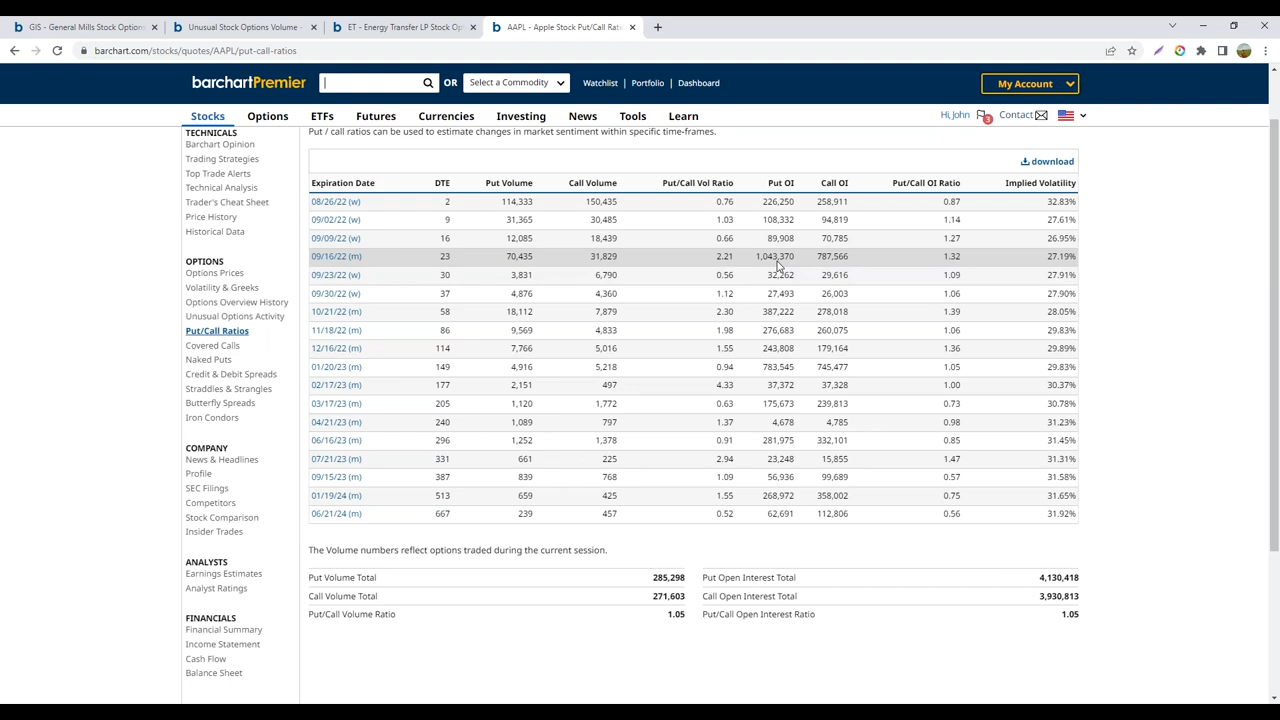 GIS - General Mills Stock Options
Unusual Stock Options Volume -
ET - Energy Transfer LP Stock Op
AAPL - Apple Stock Put/Call Rati
barchart.com/stocks/quotes/AAPL/put-call-ratios
barchartPremier
OR
Select a Commodity
Watchlist
Portfolio
Dashboard
My Account
Stocks
Options
ETFs
Futures
Currencies
Investing
News
Tools
Learn
Hi, John
3
Contact
TECHNICALS
Barchart Opinion
Trading Strategies
Top Trade Alerts
Technical Analysis
Trader's Cheat Sheet
Price History
Historical Data
OPTIONS
Options Prices
Volatility & Greeks
Options Overview History
Unusual Options Activity
Put/Call Ratios
Covered Calls
Naked Puts
Credit & Debit Spreads
Straddles & Strangles
Butterfly Spreads
Iron Condors
COMPANY
News & Headlines
Profile
SEC Filings
Competitors
Stock Comparison
Insider Trades
ANALYSTS
Earnings Estimates
Analyst Ratings
FINANCIALS
Financial Summary
Income Statement
Cash Flow
Balance Sheet
Put / call ratios can be used to estimate changes in market sentiment within specific time-frames.
download
Expiration Date DTE Put Volume Call Volume Put/Call Vol Ratio Put OI Call OI Put/Call OI Ratio Implied Volatility
08/26/22 (w) 2 114,333 150,435 0.76 226,250 258,911 0.87 32.83%
09/02/22 (w) 9 31,365 30,485 1.03 108,332 94,819 1.14 27.61%
09/09/22 (w) 16 12,085 18,439 0.66 89,908 70,785 1.27 26.95%
09/16/22 (m) 23 70,435 31,829 2.21 1,043,370 787,566 1.32 27.19%
09/23/22 (w) 30 3,831 6,790 0.56 32,262 29,616 1.09 27.91%
09/30/22 (w) 37 4,876 4,360 1.12 27,493 26,003 1.06 27.90%
10/21/22 (m) 58 18,112 7,879 2.30 387,222 278,018 1.39 28.05%
11/18/22 (m) 86 9,569 4,833 1.98 276,683 260,075 1.06 29.83%
12/16/22 (m) 114 7,766 5,016 1.55 243,808 179,164 1.36 29.89%
01/20/23 (m) 149 4,916 5,218 0.94 783,545 745,477 1.05 29.83%
02/17/23 (m) 177 2,151 497 4.33 37,372 37,328 1.00 30.37%
03/17/23 (m) 205 1,120 1,772 0.63 175,673 239,813 0.73 30.78%
04/21/23 (m) 240 1,089 797 1.37 4,678 4,785 0.98 31.23%
06/16/23 (m) 296 1,252 1,378 0.91 281,975 332,101 0.85 31.45%
07/21/23 (m) 331 661 225 2.94 23,248 15,855 1.47 31.31%
09/15/23 (m) 387 839 768 1.09 56,936 99,689 0.57 31.58%
01/19/24 (m) 513 659 425 1.55 268,972 358,002 0.75 31.65%
06/21/24 (m) 667 239 457 0.52 62,691 112,806 0.56 31.92%
The Volume numbers reflect options traded during the current session.
Put Volume Total 285,298 Put Open Interest Total 4,130,418
Call Volume Total 271,603 Call Open Interest Total 3,930,813
Put/Call Volume Ratio 1.05 Put/Call Open Interest Ratio 1.05